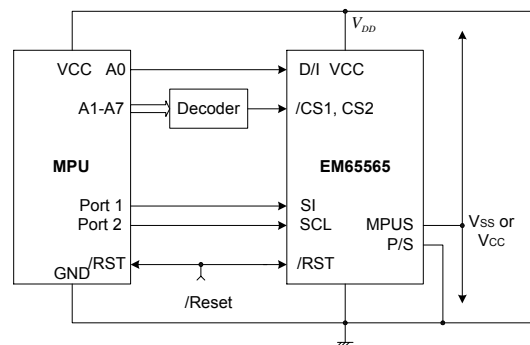 VDD
VCC A0
D/I VCC
A1-A7
Decoder
/CS1, CS2
MPU
EM65565
Port 1
SI
Port 2
SCL
MPUS
VSS or
VCC
P/S
/RST
/RST
GND
/Reset